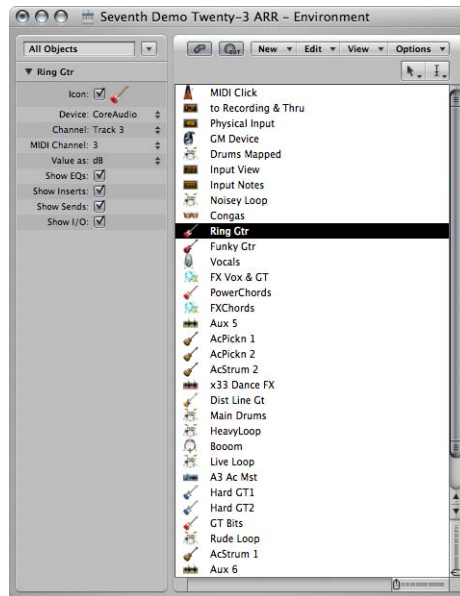 Seventh Demo Twenty-3 ARR – Environment
All Objects
OUT
New
Edit
View
Options
Ring Gtr
Icon:
Device: CoreAudio
Channel: Track 3
MIDI Channel: 3
Value as: dB
Show EQs:
Show Inserts:
Show Sends:
Show I/O:
MIDI Click
to Recording & Thru
Physical Input
GM Device
Drums Mapped
Input View
Input Notes
Noisey Loop
Congas
Ring Gtr
Funky Gtr
Vocals
FX Vox & GT
PowerChords
FXChords
Aux 5
AcPickn 1
AcPickn 2
AcStrum 2
x33 Dance FX
Dist Line Gt
Main Drums
HeavyLoop
Booom
Live Loop
A3 Ac Mst
Hard GT1
Hard GT2
GT Bits
Rude Loop
AcStrum 1
Aux 6